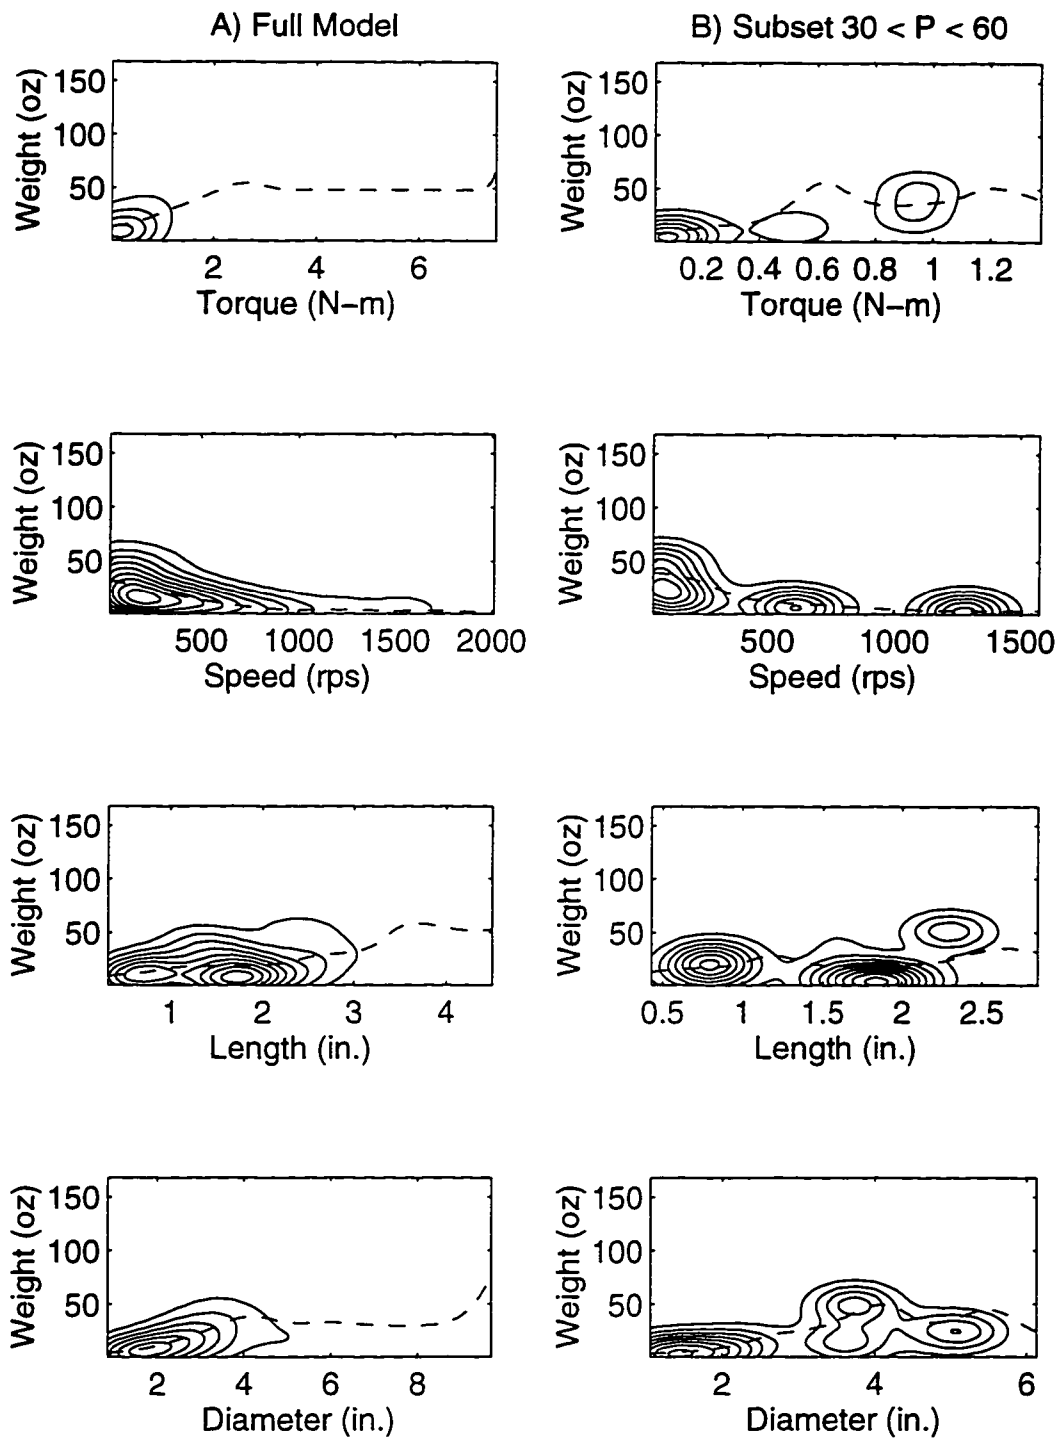 A) Full Model
B) Subset 30 < P < 60
Weight (oz)
150
100
50
2 4 6
Torque (N–m)
Weight (oz)
150
100
50
0.2 0.4 0.6 0.8 1 1.2
Torque (N–m)
Weight (oz)
150
100
50
500 1000 1500 2000
Speed (rps)
Weight (oz)
150
100
50
500 1000 1500
Speed (rps)
Weight (oz)
150
100
50
1 2 3 4
Length (in.)
Weight (oz)
150
100
50
0.5 1 1.5 2 2.5
Length (in.)
Weight (oz)
150
100
50
2 4 6 8
Diameter (in.)
Weight (oz)
150
100
50
2 4 6
Diameter (in.)